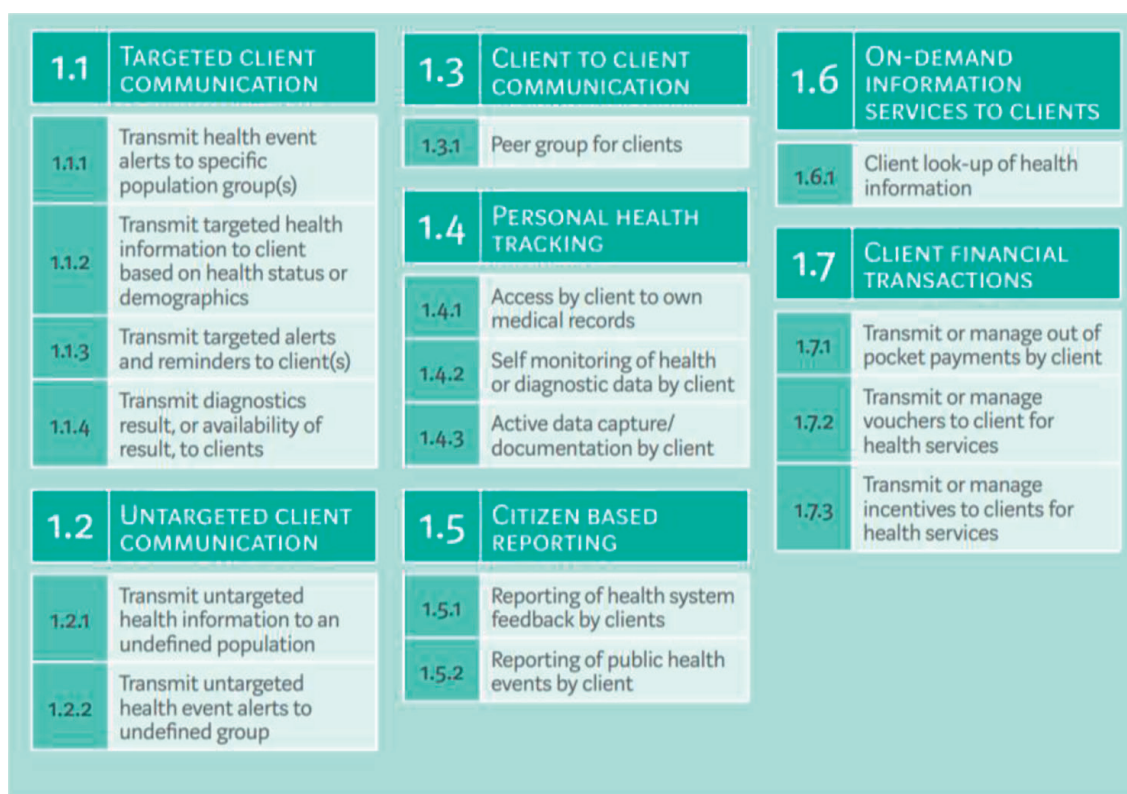 1.1
TARGETED CLIENT
COMMUNICATION
1.1.1
Transmit health event
alerts to specific
population group(s)
1.1.2
Transmit targeted health
information to client
based on health status or
demographics
1.1.3
Transmit targeted alerts
and reminders to client(s)
1.1.4
Transmit diagnostics
result, or availability of
result, to clients
1.2
UNTARGETED CLIENT
COMMUNICATION
1.2.1
Transmit untargeted
health information to an
undefined population
1.2.2
Transmit untargeted
health event alerts to
undefined group
1.3
CLIENT TO CLIENT
COMMUNICATION
1.3.1
Peer group for clients
1.4
PERSONAL HEALTH
TRACKING
1.4.1
Access by client to own
medical records
1.4.2
Self monitoring of health
or diagnostic data by client
1.4.3
Active data capture/
documentation by client
1.5
CITIZEN BASED
REPORTING
1.5.1
Reporting of health system
feedback by clients
1.5.2
Reporting of public health
events by client
1.6
ON-DEMAND
INFORMATION
SERVICES TO CLIENTS
1.6.1
Client look-up of health
information
1.7
CLIENT FINANCIAL
TRANSACTIONS
1.7.1
Transmit or manage out of
pocket payments by client
1.7.2
Transmit or manage
vouchers to client for
health services
1.7.3
Transmit or manage
incentives to clients for
health services